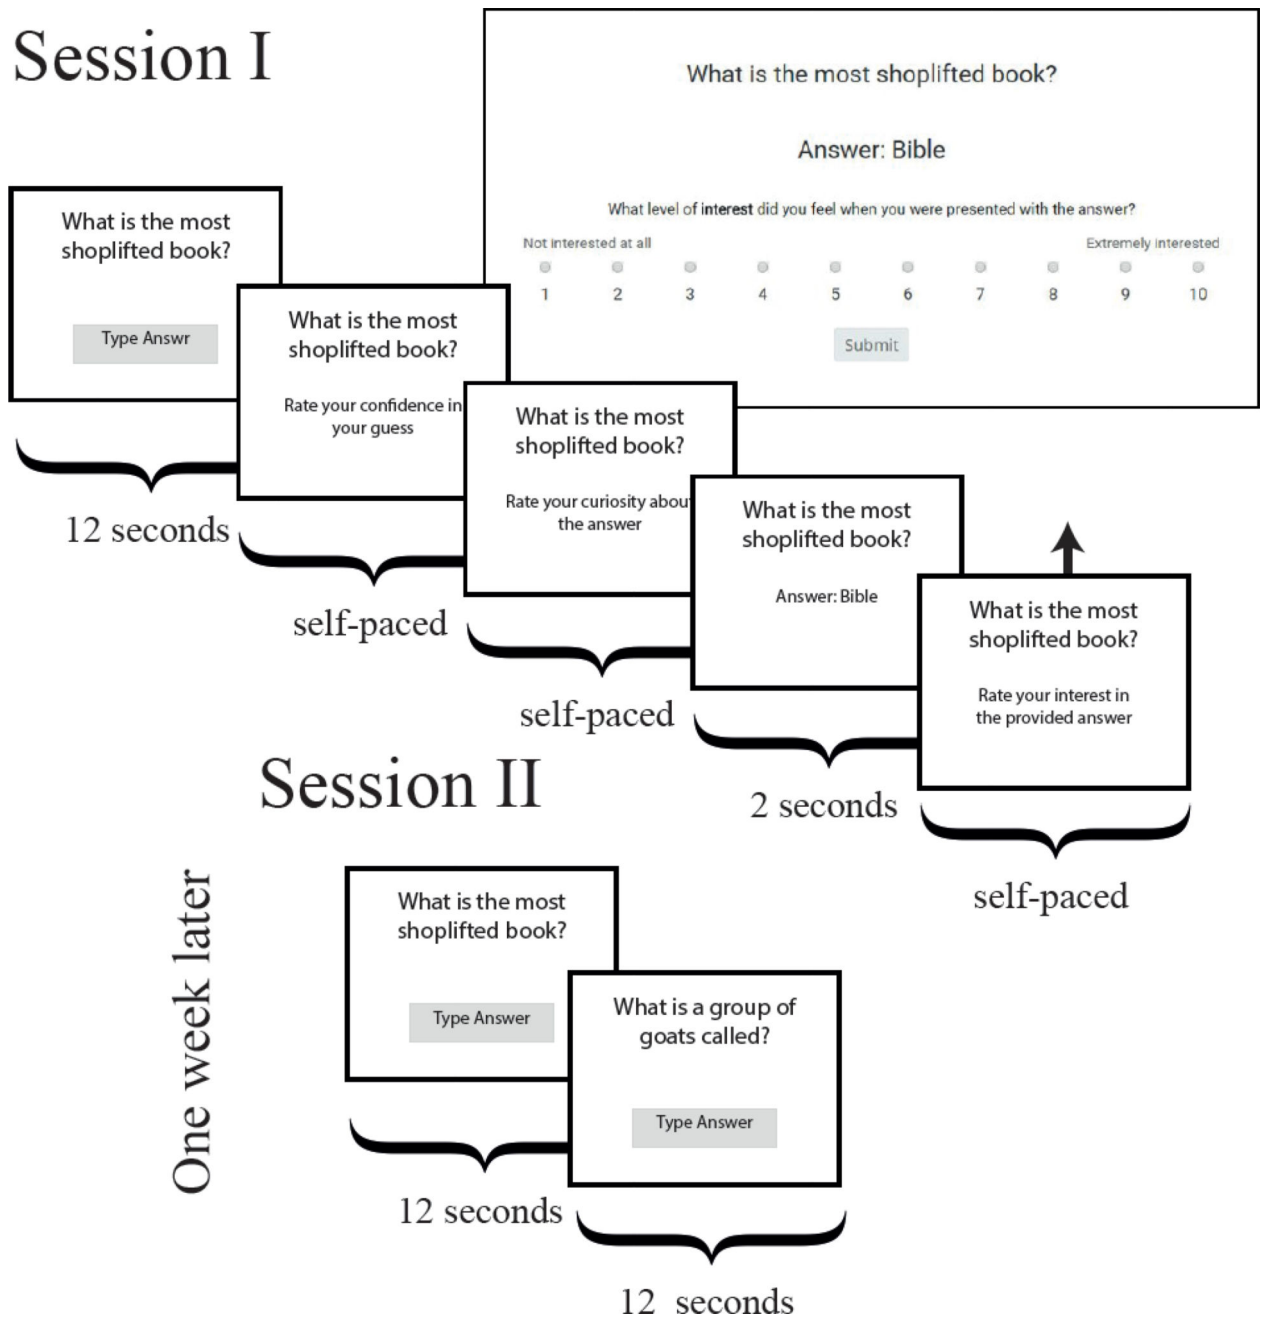 Session I
What is the most shoplifted book?
Answer: Bible
What level of interest did you feel when you were presented with the answer?
Not interested at all
Extremely interested
1 2 3 4 5 6 7 8 9 10
Submit
What is the most
shoplifted book?
Type Answr
12 seconds
What is the most
shoplifted book?
Rate your confidence in
your guess
self-paced
What is the most
shoplifted book?
Rate your curiosity about
the answer
self-paced
What is the most
shoplifted book?
Answer: Bible
2 seconds
What is the most
shoplifted book?
Rate your interest in
the provided answer
self-paced
Session II
One week later
What is the most
shoplifted book?
Type Answer
12 seconds
What is a group of
goats called?
Type Answer
12 seconds